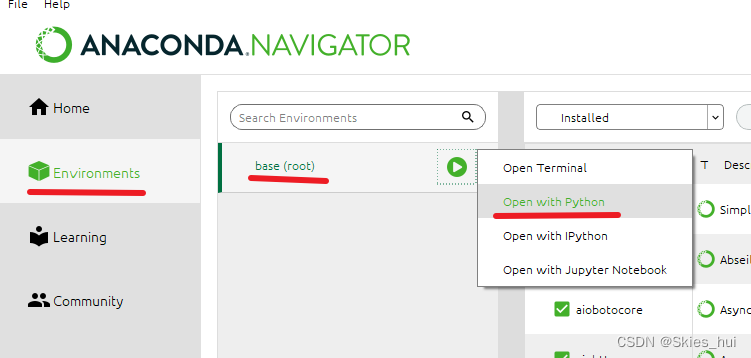 File Help
ANACONDA.NAVIGATOR
Home
Environments
Learning
Community
Search Environments
base (root)
Installed
Open Terminal
Open with Python
Open with IPython
Open with Jupyter Notebook
T Desc
Simpl
Abseil
aiobotocore Async
CSDN @Skies_hui